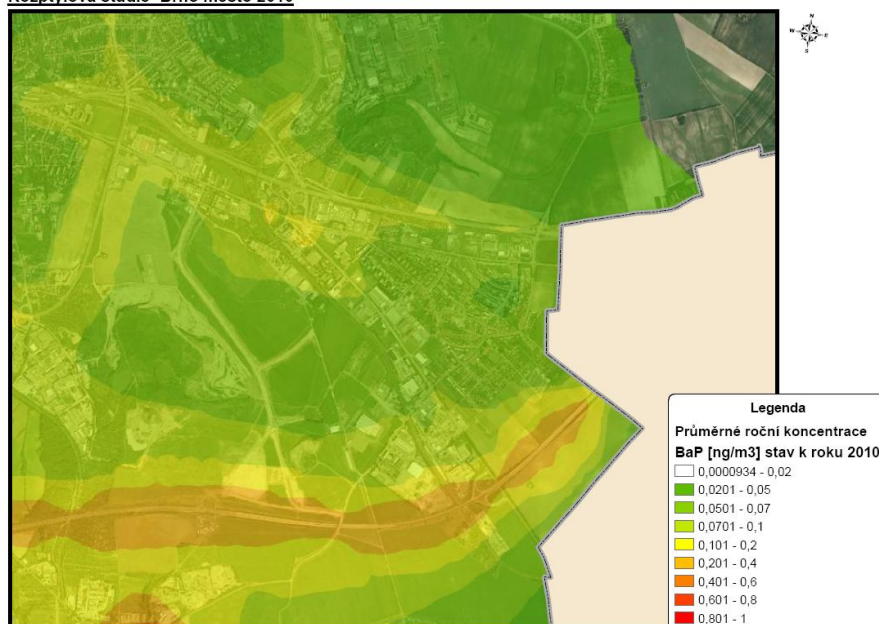 N
W E
S
Legenda
Průměrné roční koncentrace
BaP [ng/m3] stav k roku 2010
0,0000934 - 0,02
0,0201 - 0,05
0,0501 - 0,07
0,0701 - 0,1
0,101 - 0,2
0,201 - 0,4
0,401 - 0,6
0,601 - 0,8
0,801 - 1